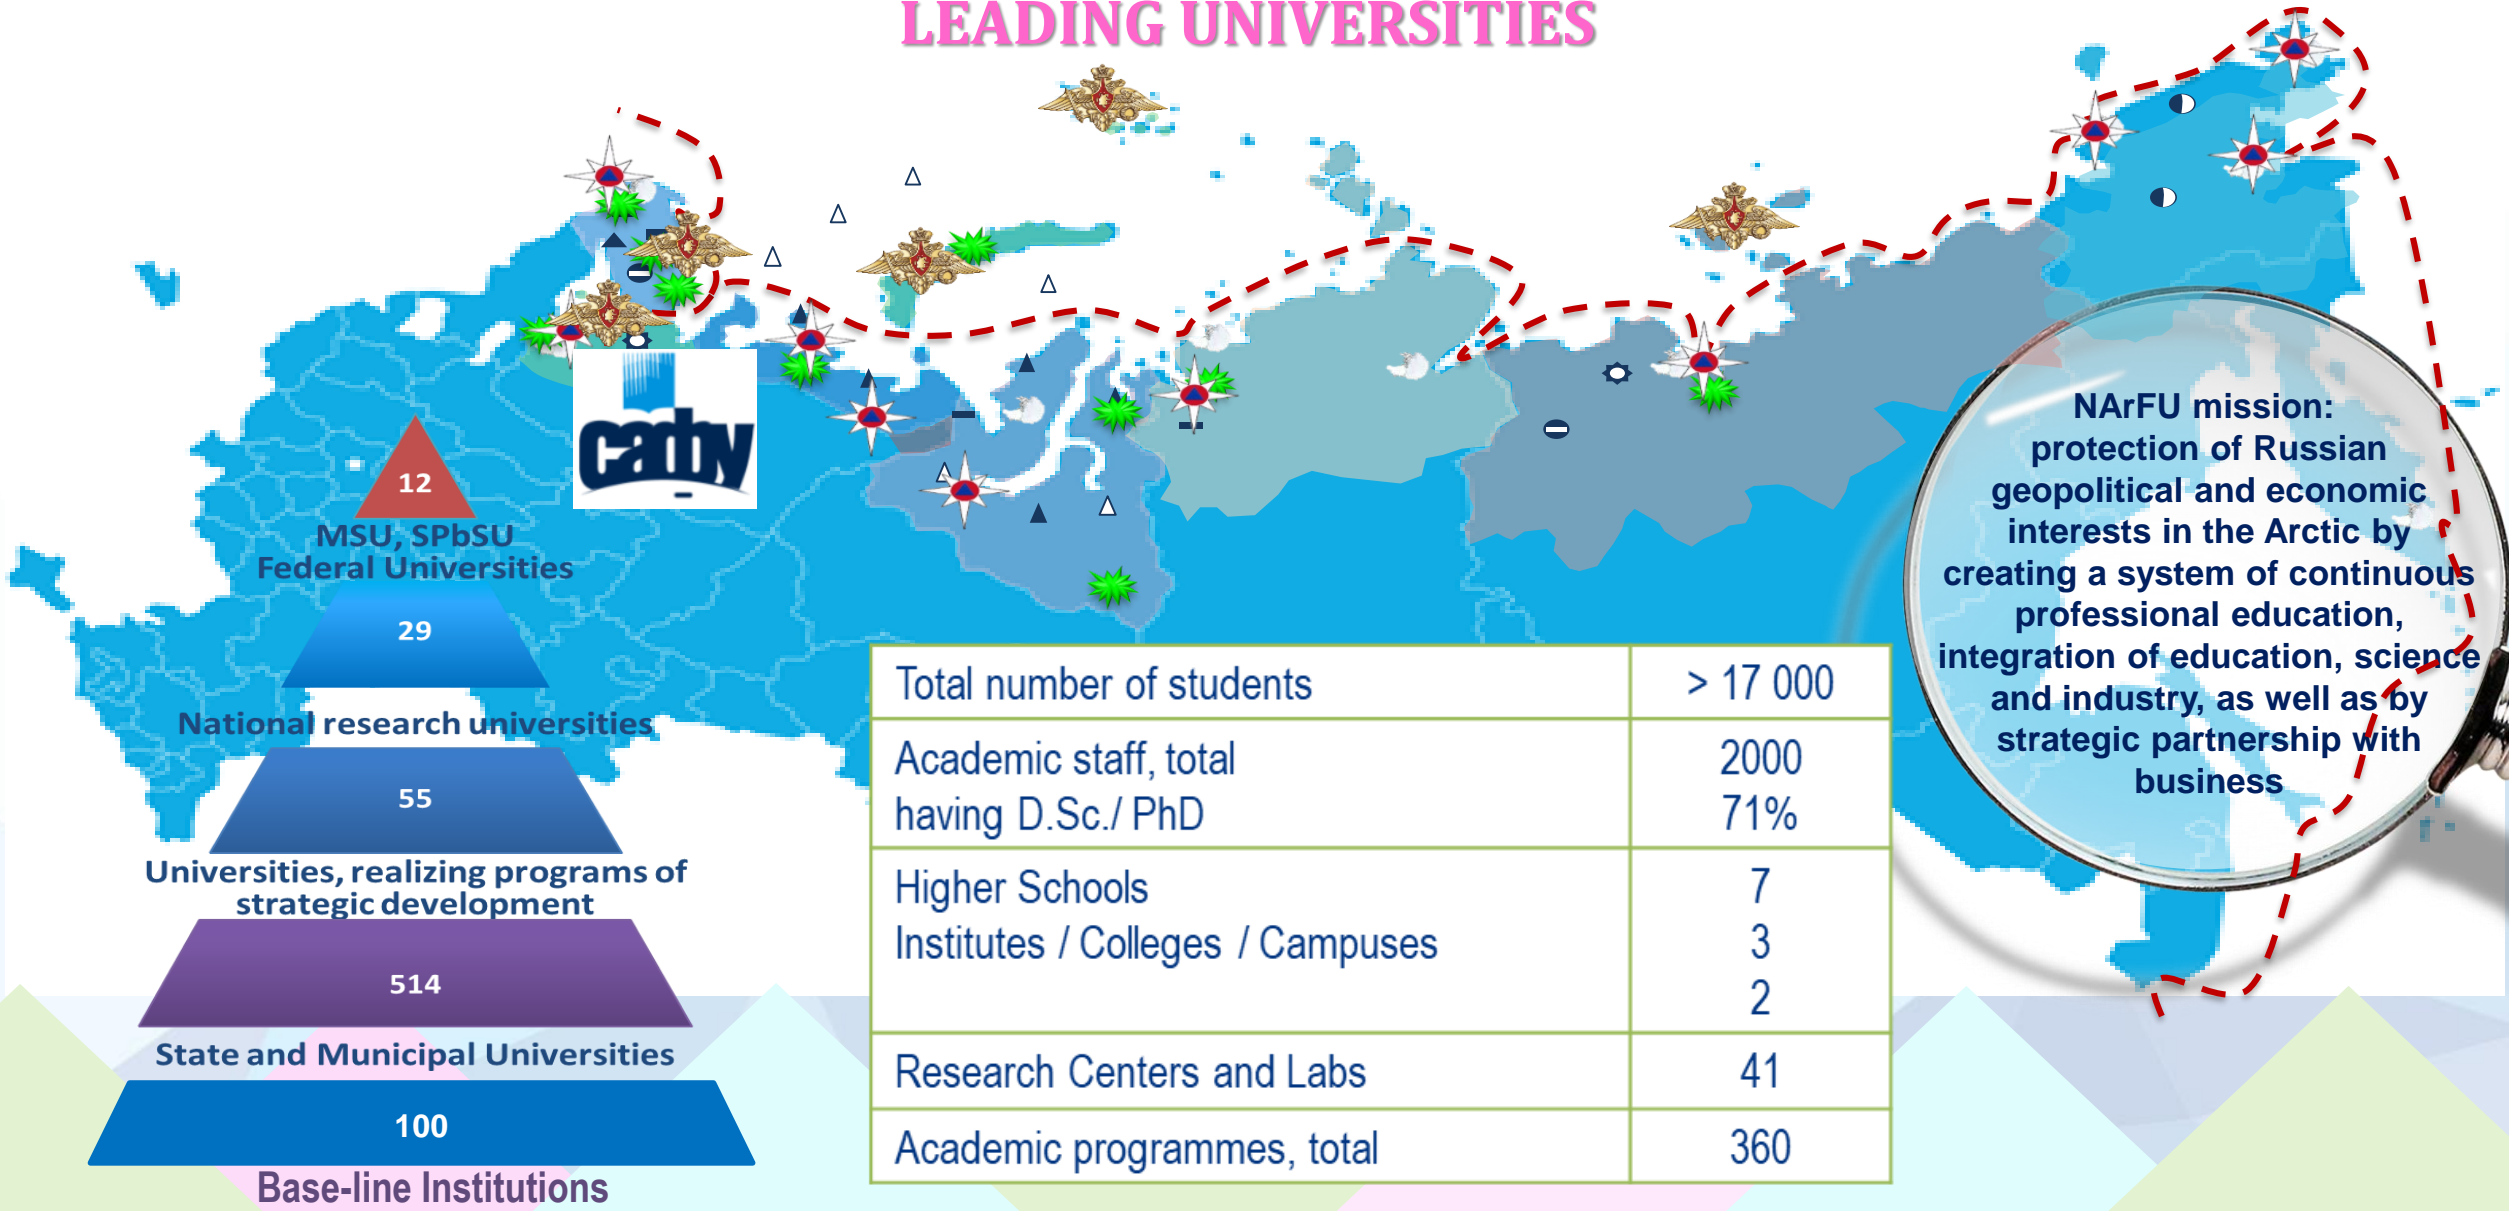 LEADING UNIVERSITIES
сафу
12
MSU, SPbSU
Federal Universities
29
National research universities
55
Universities, realizing programs of
strategic development
514
State and Municipal Universities
100
Base-line Institutions
Total number of students > 17 000
Academic staff, total 2000
having D.Sc./ PhD 71%
Higher Schools 7
Institutes / Colleges / Campuses 3
2
Research Centers and Labs 41
Academic programmes, total 360
NArFU mission:
protection of Russian
geopolitical and economic
interests in the Arctic by
creating a system of continuous
professional education,
integration of education, science
and industry, as well as by
strategic partnership with
business